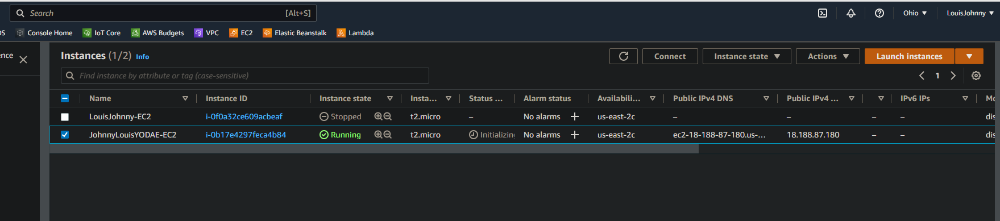 Search [Alt+S] Ohio LouisJohnny
OS Console Home IoT Core AWS Budgets VPC EC2 Elastic Beanstalk Lambda
ence Instances (1/2) Info Connect Instance state Actions Launch instances
Find instance by attribute or tag (case-sensitive) 1
Name Instance ID Instance state Insta... Status ... Alarm status Availabili... Public IPv4 DNS Public IPv4 ... IPv6 IPs Mo
LouisJohnny-EC2 i-0f0a32ce609acbeaf Stopped t2.micro – No alarms + us-east-2c – – – – dis
JohnnyLouisYODAE-EC2 i-0b17e4297feca4b84 Running t2.micro Initializing No alarms + us-east-2c ec2-18-188-87-180.us-... 18.188.87.180 – – dis